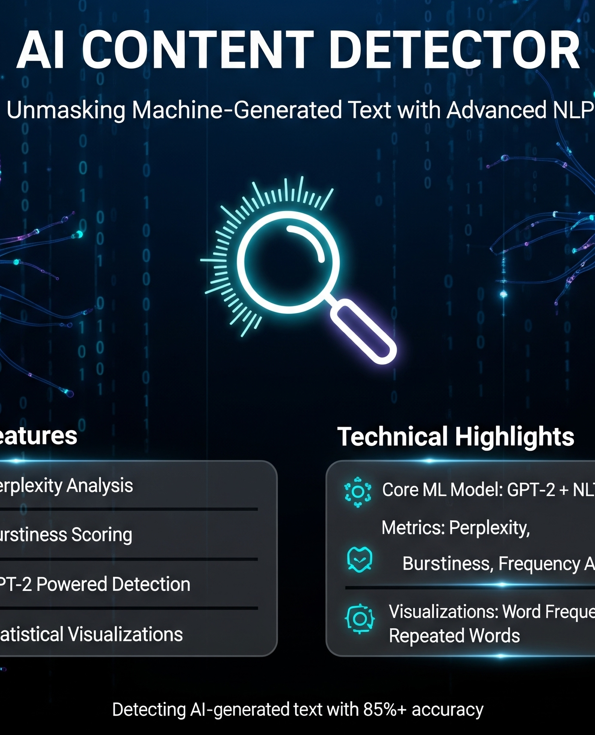 AI CONTENT DETECTOR
Unmasking Machine-Generated Text with Advanced NLP
eatures
erplexity Analysis
urstiness Scoring
PT-2 Powered Detection
atistical Visualizations
Technical Highlights
Core ML Model: GPT-2 + NL
Metrics: Perplexity,
Burstiness, Frequency A
Visualizations: Word Freque
Repeated Words
Detecting AI-generated text with 85%+ accuracy